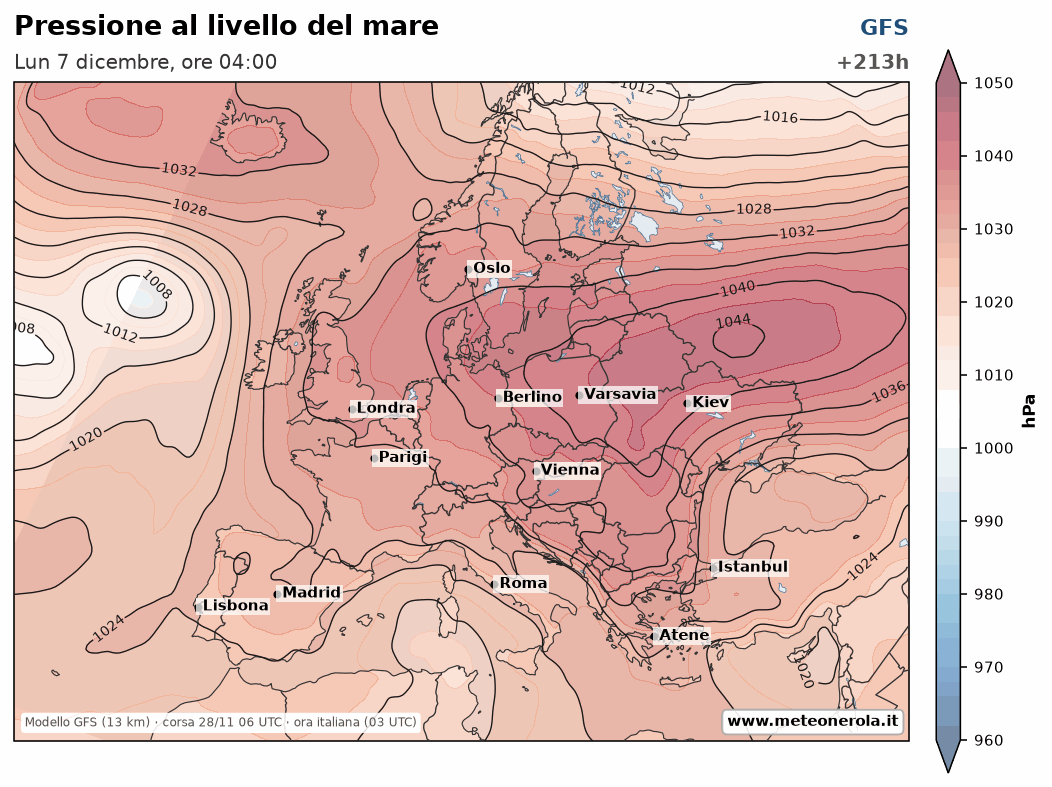 Pressione al livello del mare
GFS
Lun 7 dicembre, ore 04:00
+213h
1012
1016
1032
1028
1028
1032
1008
1040
008
1012
1044
1036
1020
1024
1024
1020
Oslo
Berlino
Varsavia
Kiev
Londra
Parigi
Vienna
Istanbul
Roma
Madrid
Lisbona
Atene
Modello GFS (13 km) · corsa 28/11 06 UTC · ora italiana (03 UTC)
www.meteonerola.it
1050
1040
1030
1020
1010
1000
990
980
970
960
hPa